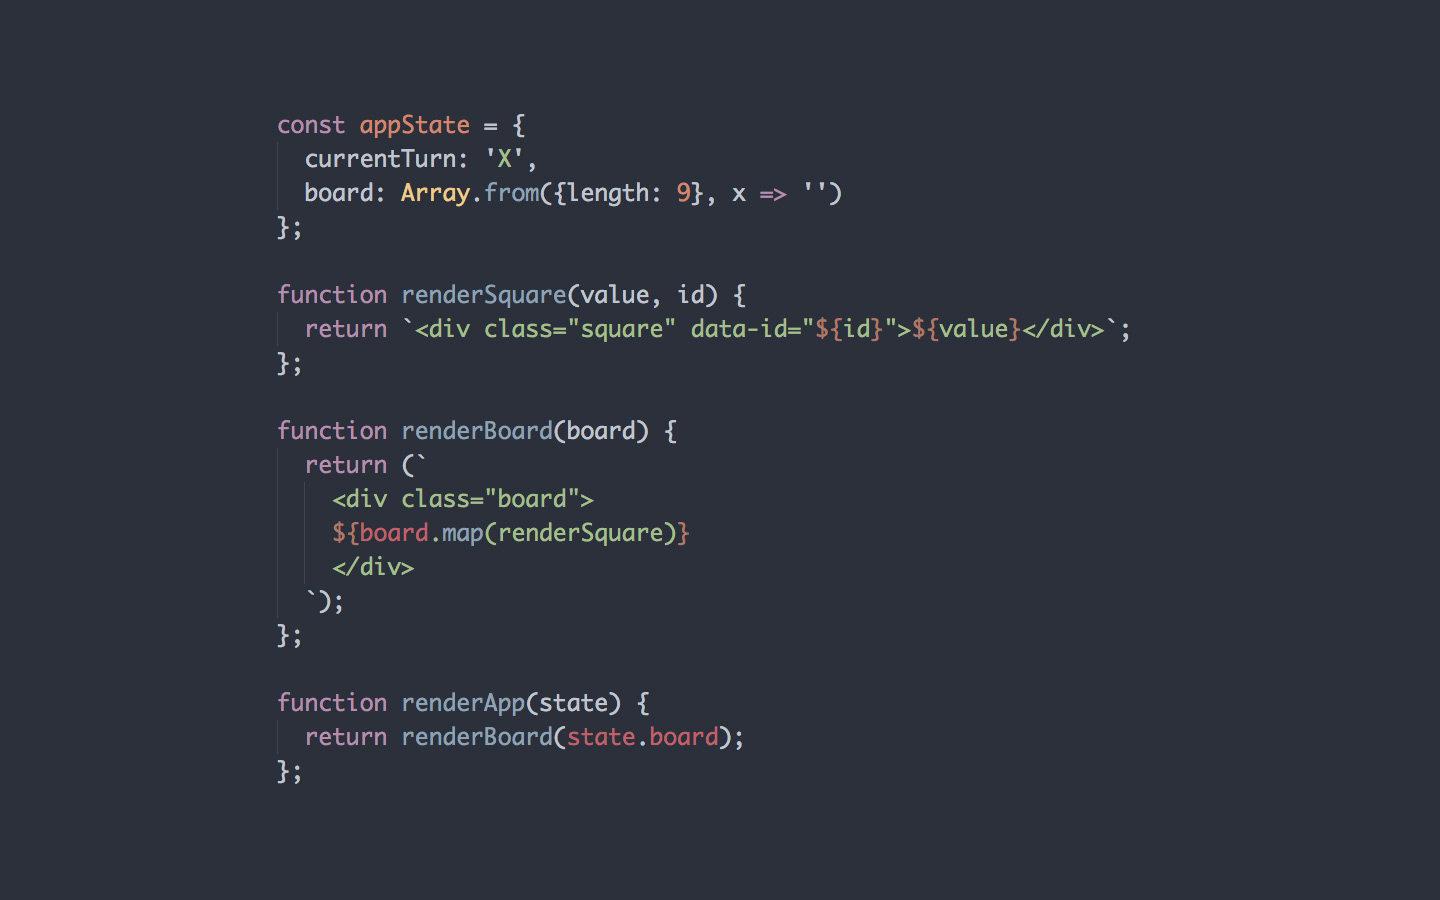 const appState = {
  currentTurn: 'X',
  board: Array.from({length: 9}, x => '')
};

function renderSquare(value, id) {
  return `<div class="square" data-id="${id}">${value}</div>`;
};

function renderBoard(board) {
  return (`
    <div class="board">
    ${board.map(renderSquare)}
    </div>
  `);
};

function renderApp(state) {
  return renderBoard(state.board);
};